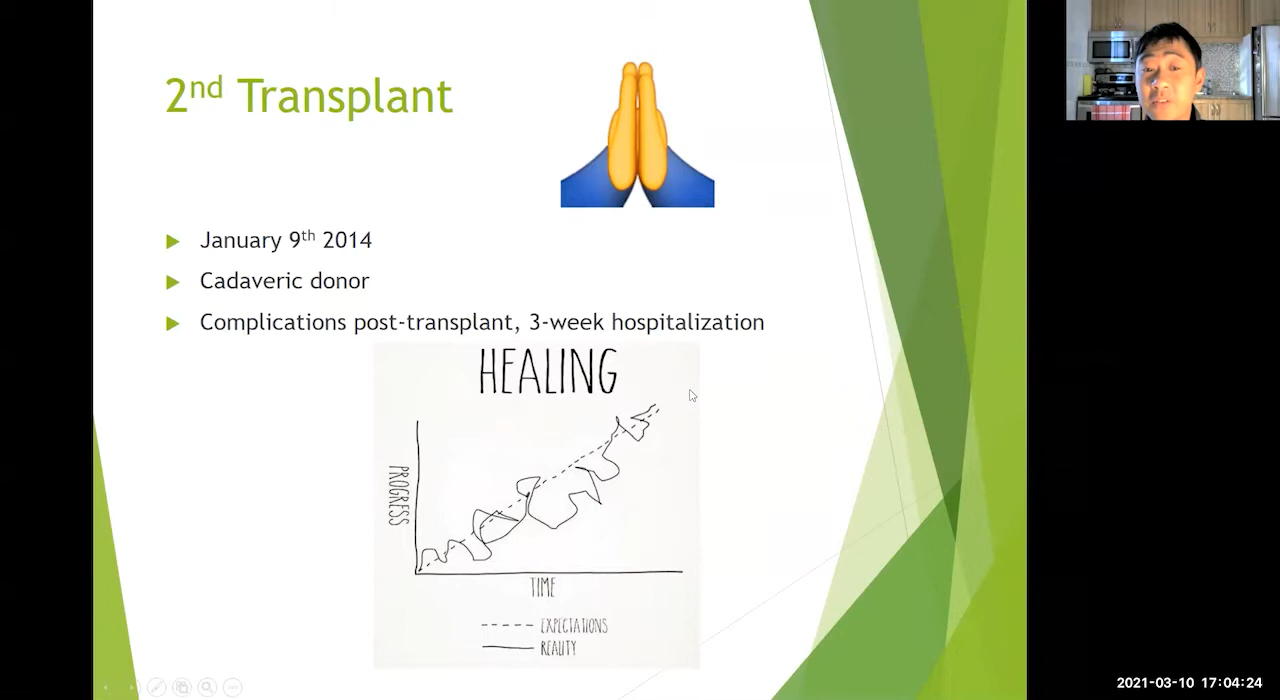 2nd Transplant
January 9th 2014
Cadaveric donor
Complications post-transplant, 3-week hospitalization
HEALING
PROGRESS
TIME
EXPECTATIONS
REALITY
2021-03-10 17:04:24